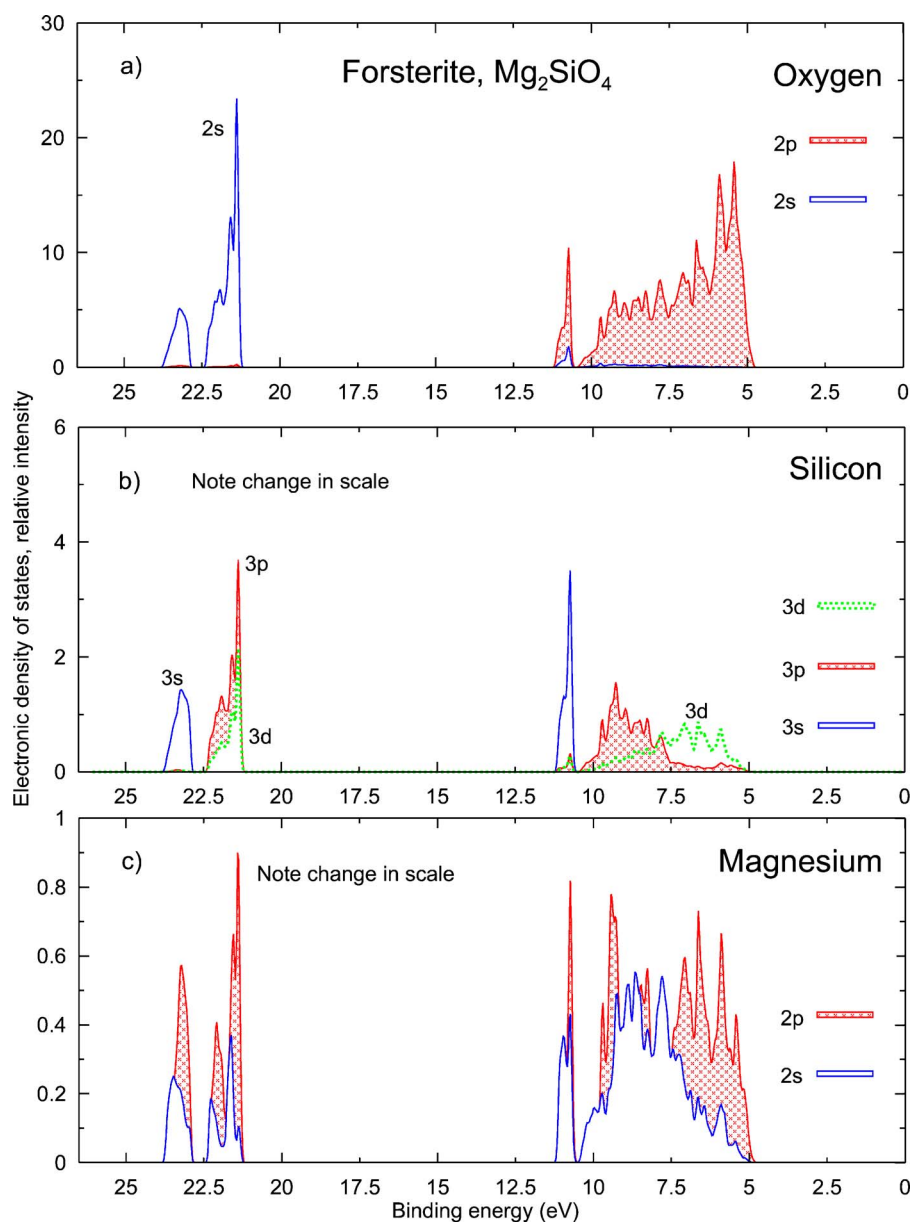 a)
Forsterite, Mg₂SiO₄
Oxygen
2s
2p
2s
30
20
10
0
25 22.5 20 17.5 15 12.5 10 7.5 5 2.5 0
Electronic density of states, relative intensity
b)
Note change in scale
Silicon
3p
3s
3d
3d
3d
3p
3s
6
4
2
0
25 22.5 20 17.5 15 12.5 10 7.5 5 2.5 0
c)
Note change in scale
Magnesium
2p
2s
1
0.8
0.6
0.4
0.2
0
25 22.5 20 17.5 15 12.5 10 7.5 5 2.5 0
Binding energy (eV)